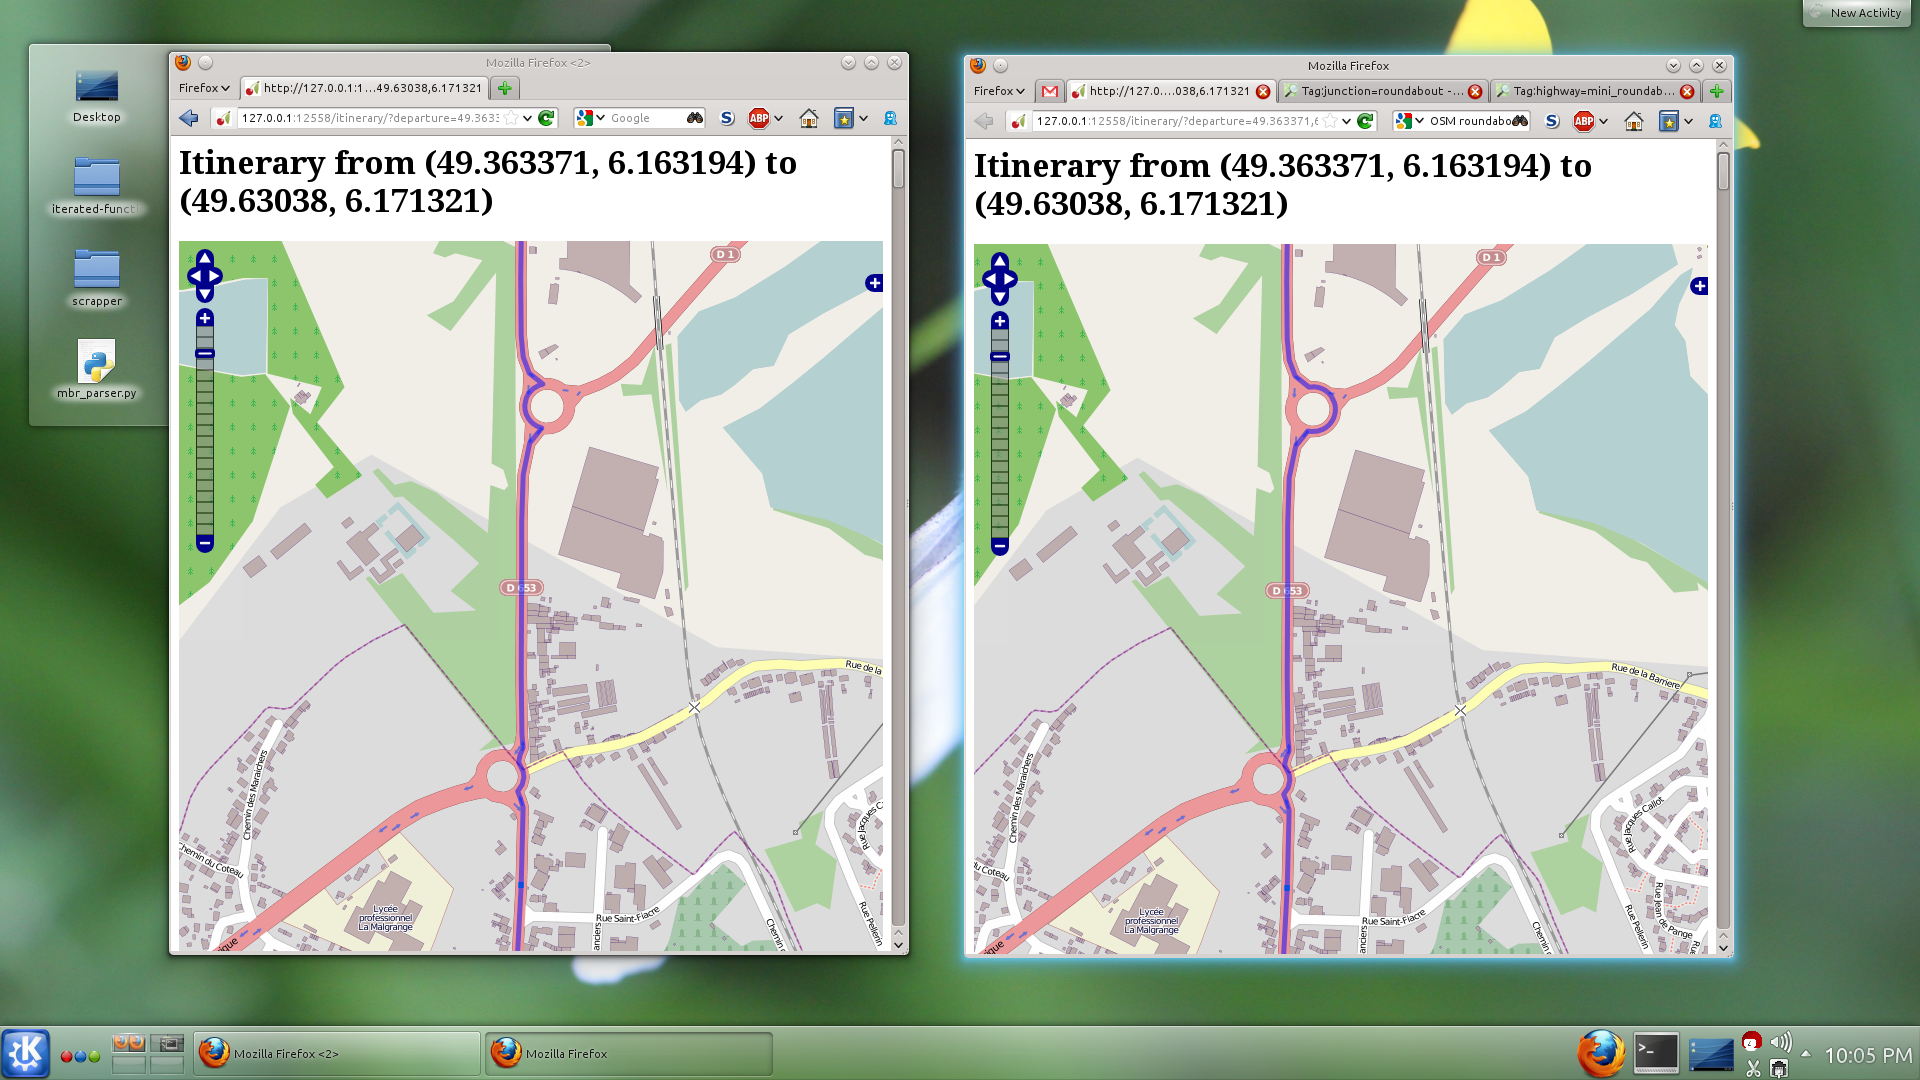 New Activity
Desktop
iterated-funct
scrapper
mbr_parser.py
Mozilla Firefox <2>
Firefox
http://127.0.0.1:1...49.63038,6.171321
127.0.0.1:12558/itinerary/?departure=49.363
Google
S
ABP
Itinerary from (49.363371, 6.163194) to
(49.63038, 6.171321)
D 1
D 653
Rue de la
Chemin des Maraichers
Chemin du Coteau
Lycée
professionnel
La Malgrange
Rue Saint-Fiacre
anciers
Rue Jacques C
Rue Pellerin
Chemin
ique
Mozilla Firefox
Firefox
http://127.0....038,6.171321
Tag:junction=roundabout -...
Tag:highway=mini_roundab...
127.0.0.1:12558/itinerary/?departure=49.363371,6
OSM roundabo
S
ABP
Itinerary from (49.363371, 6.163194) to
(49.63038, 6.171321)
D 1
D 653
Rue de la Barriere
Chemin des Maraichers
du Coteau
Lycée
professionnel
La Malgrange
Rue Saint-Fiacre
anciers
Rue Jacques Callot
Rue Jean de Pange
Rue Pellerin
Chemin
ique
Mozilla Firefox <2>
Mozilla Firefox
10:05 PM